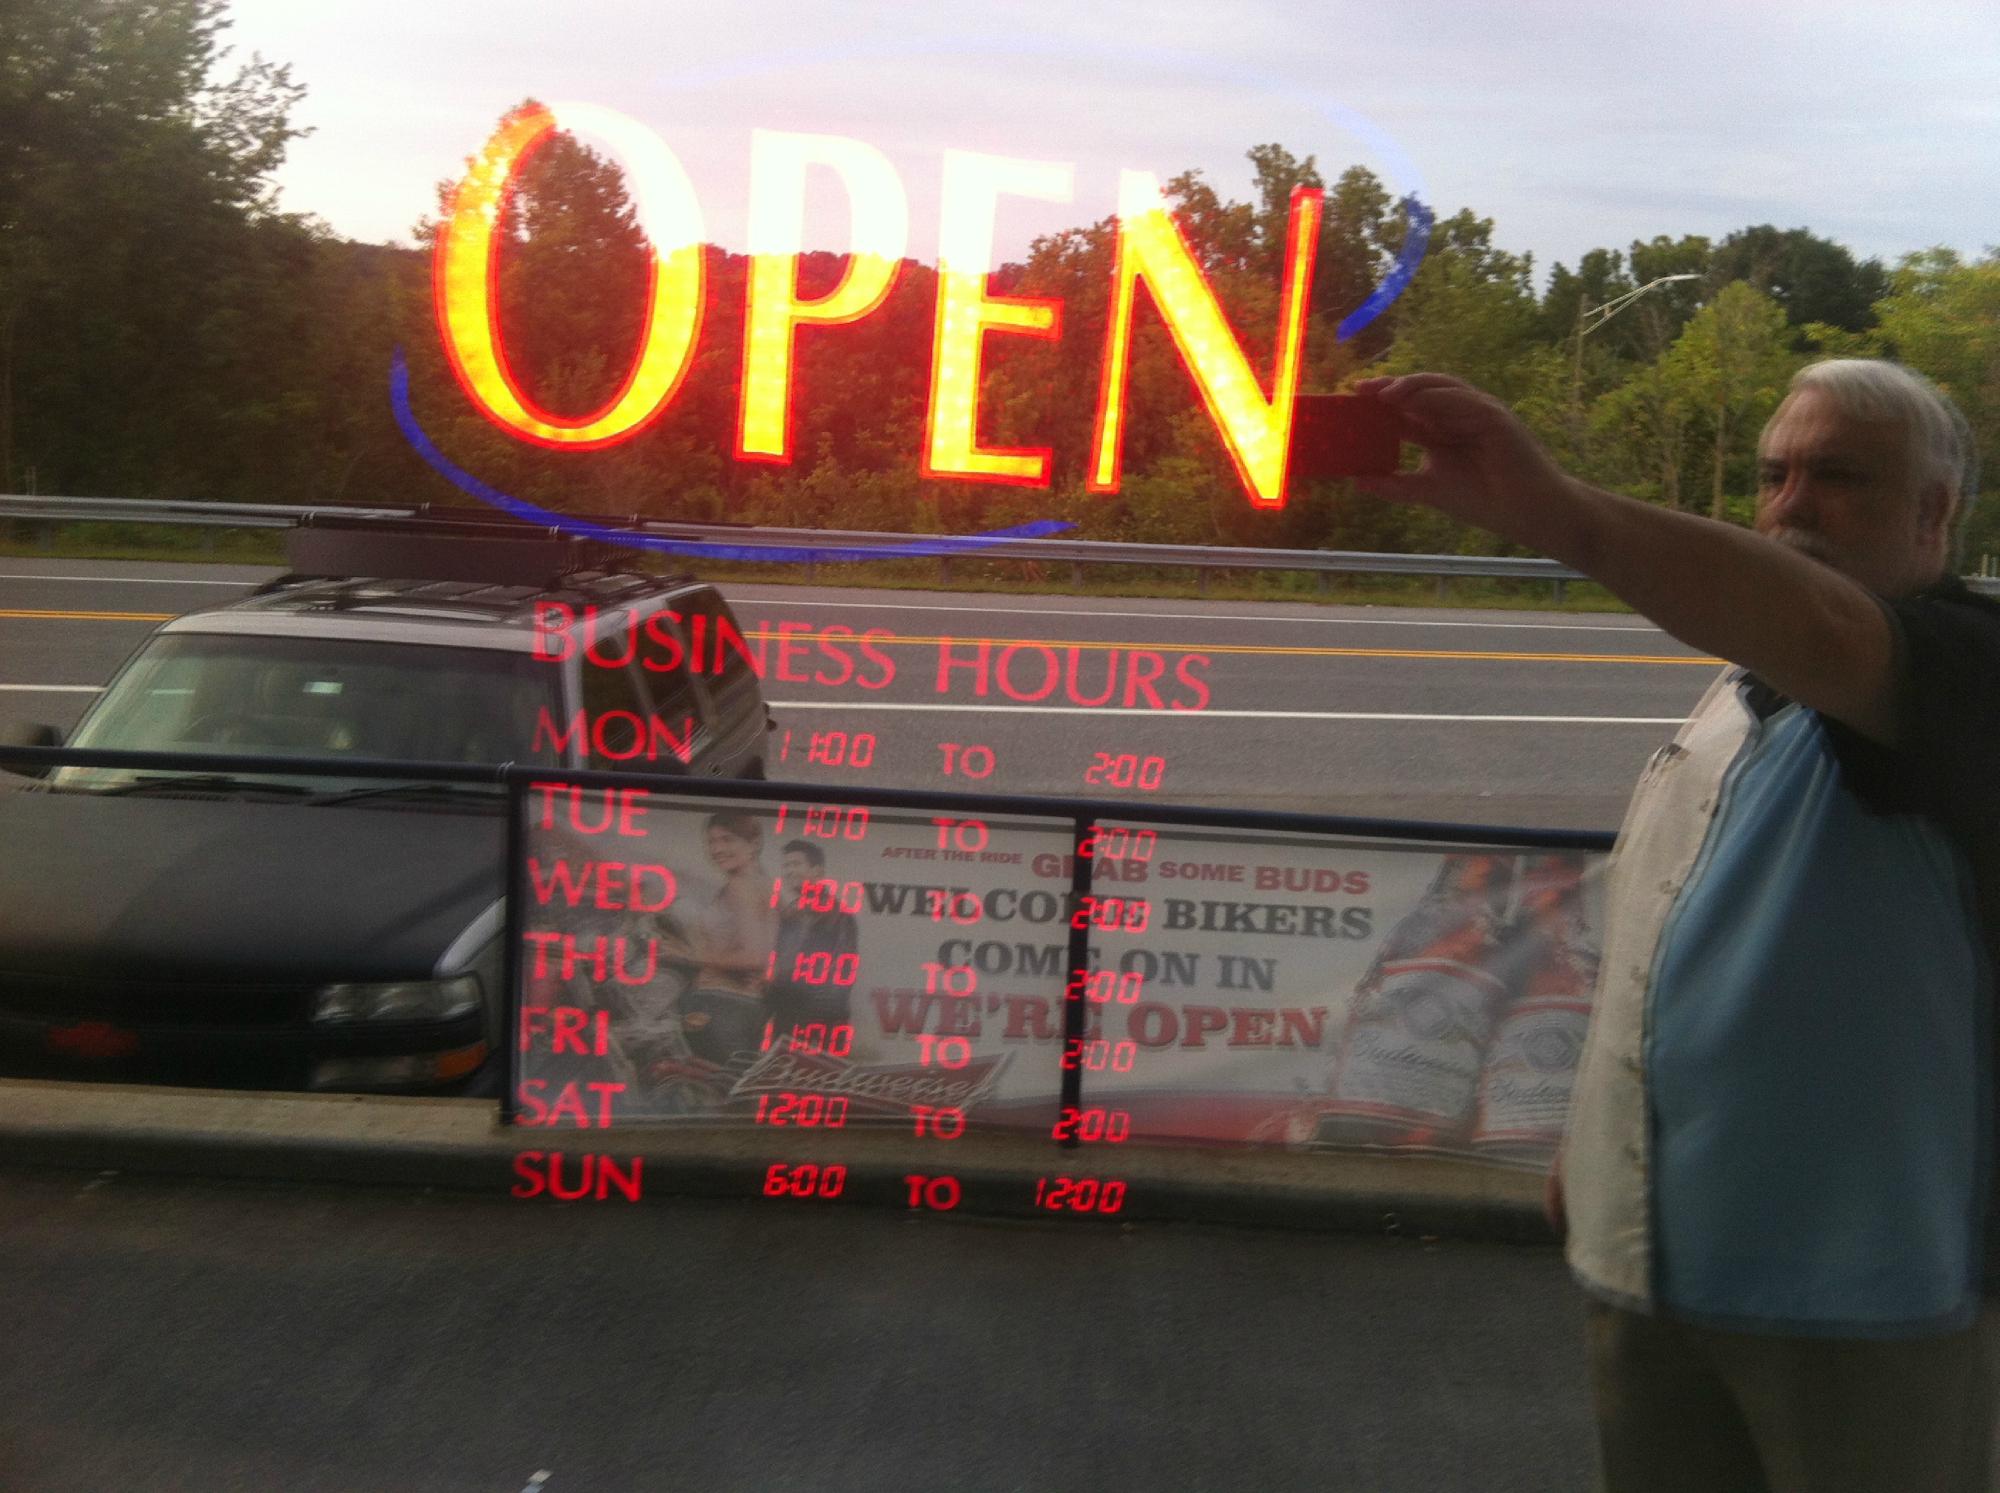 OPEN
BUSINESS HOURS
MON 11:00 TO 2:00
TUE 11:00 TO 2:00
WED 11:00 TO 2:00
THU 11:00 TO 2:00
FRI 11:00 TO 2:00
SAT 12:00 TO 2:00
SUN 6:00 TO 12:00
AFTER THE RIDE GRAB SOME BUDS
WELCOME BIKERS
COME ON IN
WE'RE OPEN
Budweiser
Budweiser
Budweiser